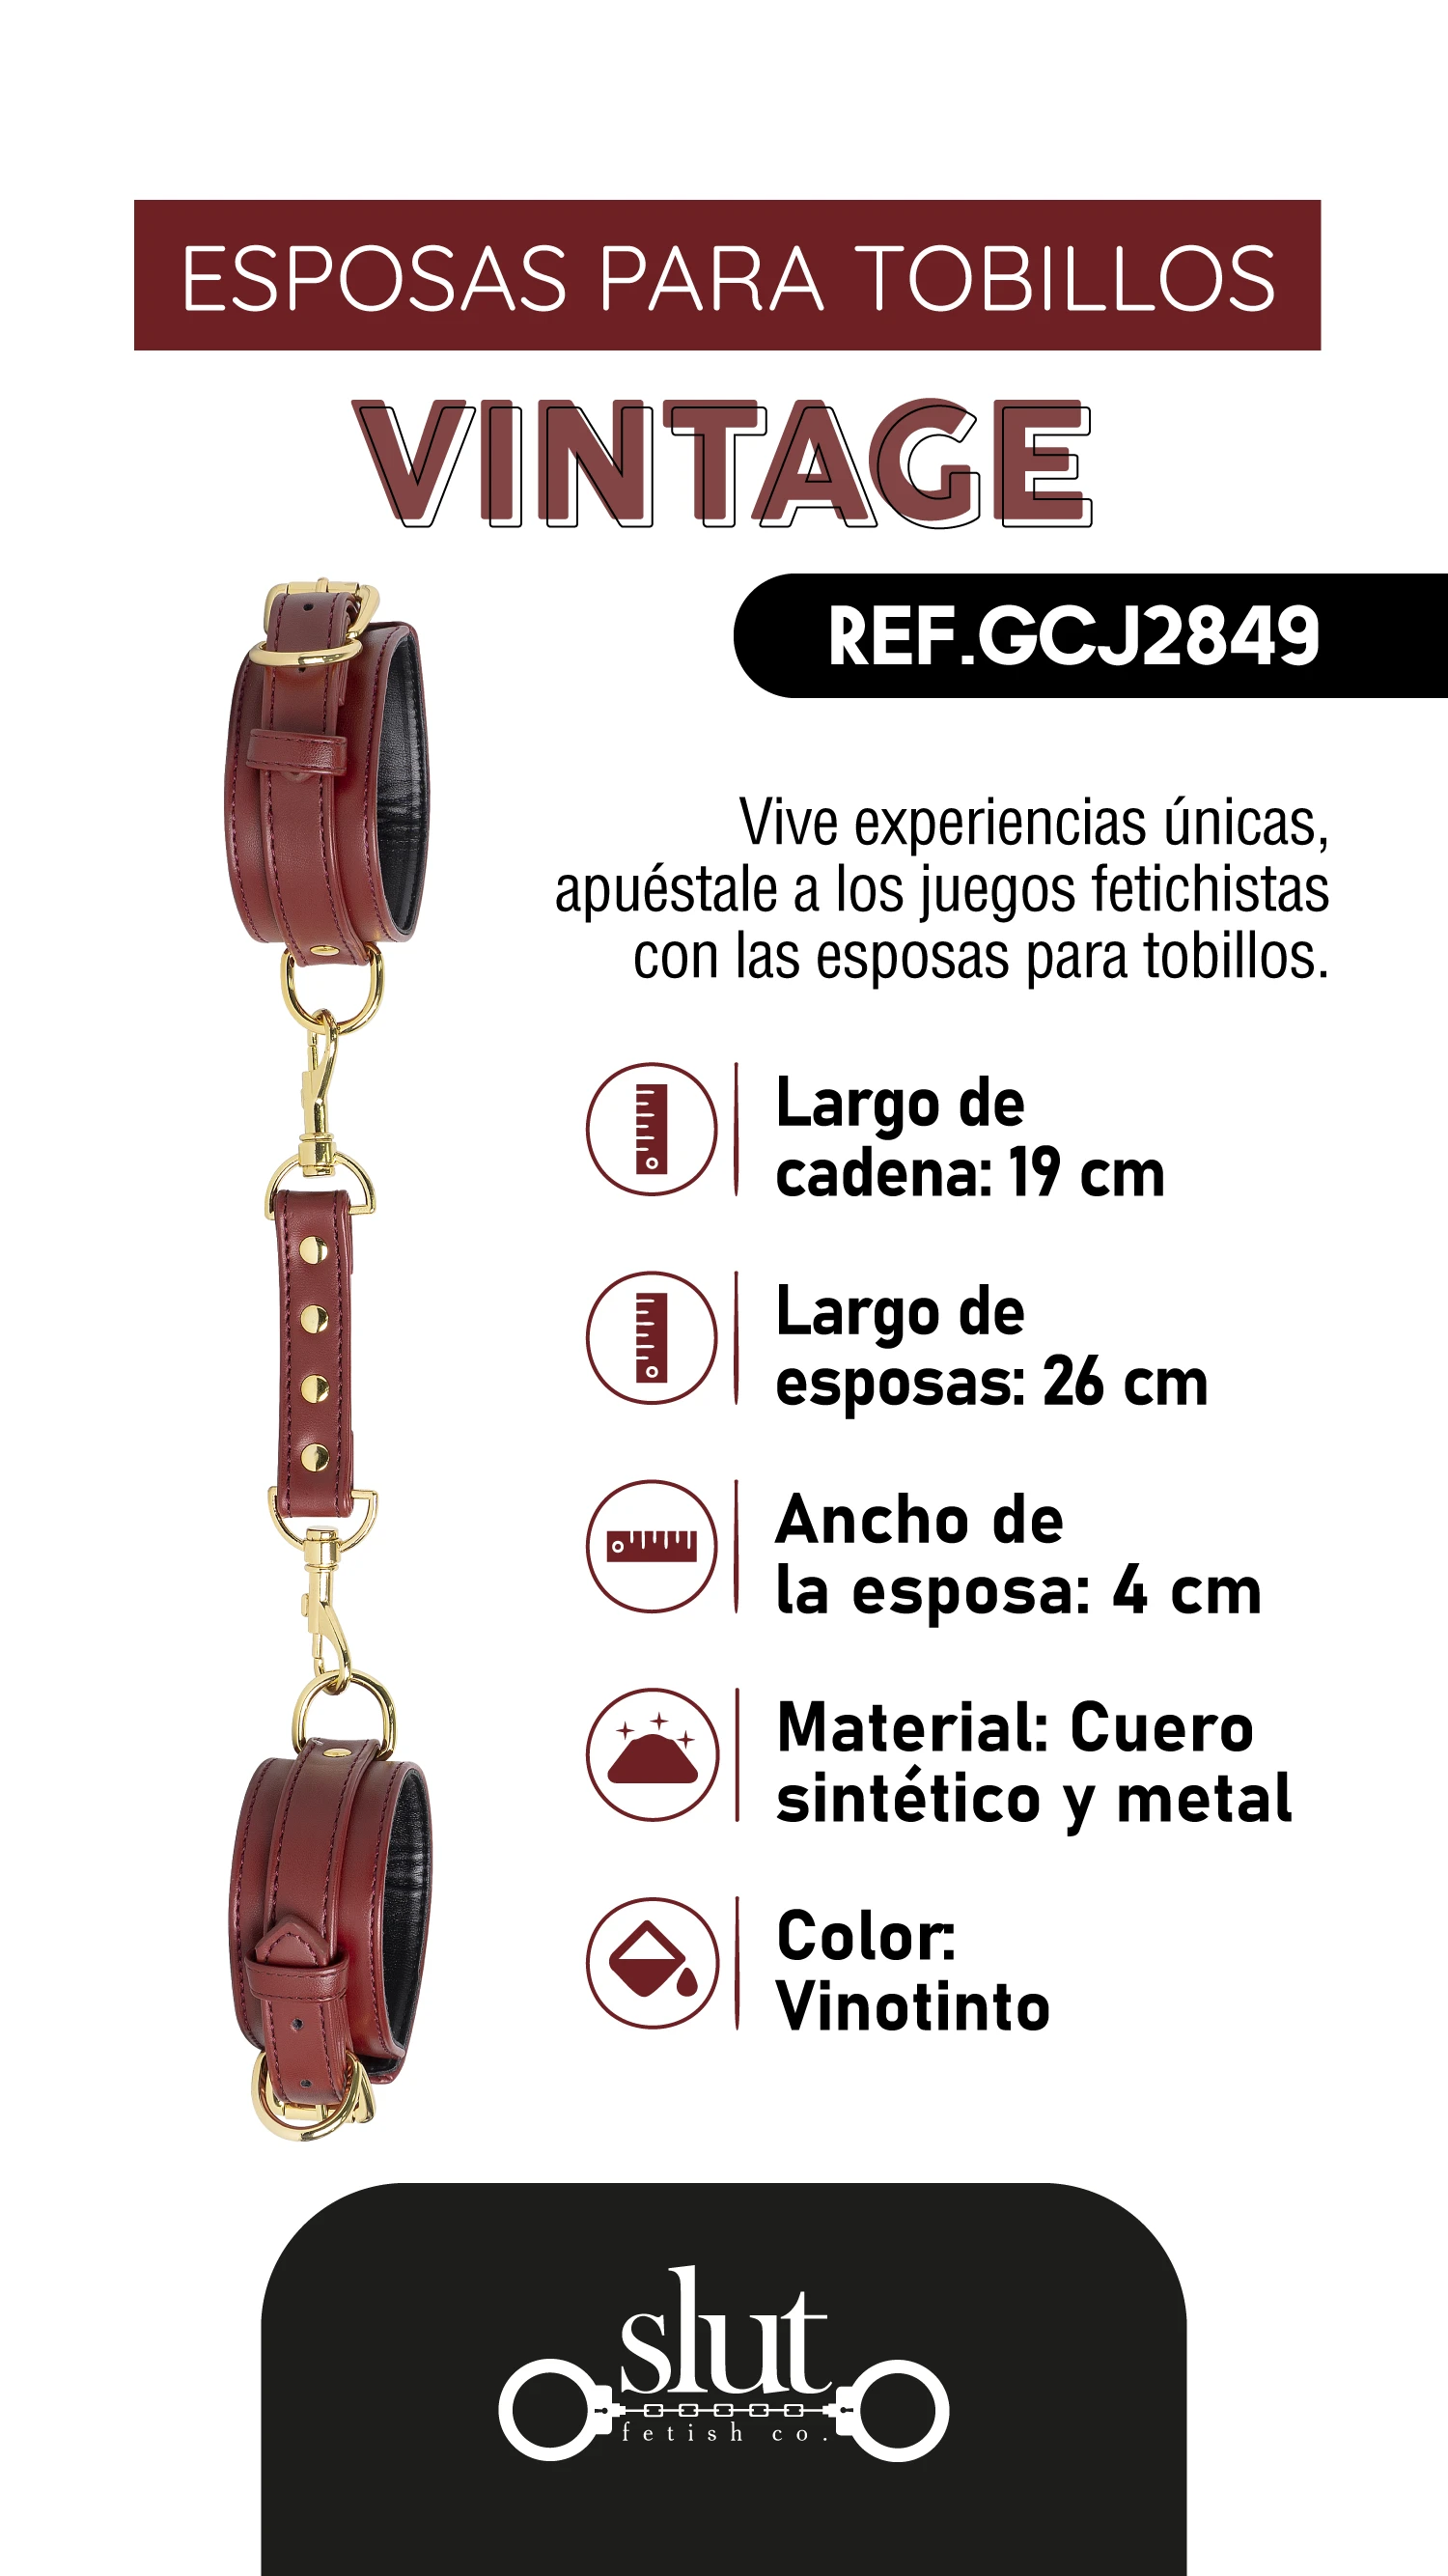 ESPOSAS PARA TOBILLOS
VINTAGE
REF.GCJ2849
Vive experiencias únicas,
apuéstale a los juegos fetichistas
con las esposas para tobillos.
Largo de
cadena: 19 cm
Largo de
esposas: 26 cm
Ancho de
la esposa: 4 cm
Material: Cuero
sintético y metal
Color:
Vinotinto
slut
fetish co.